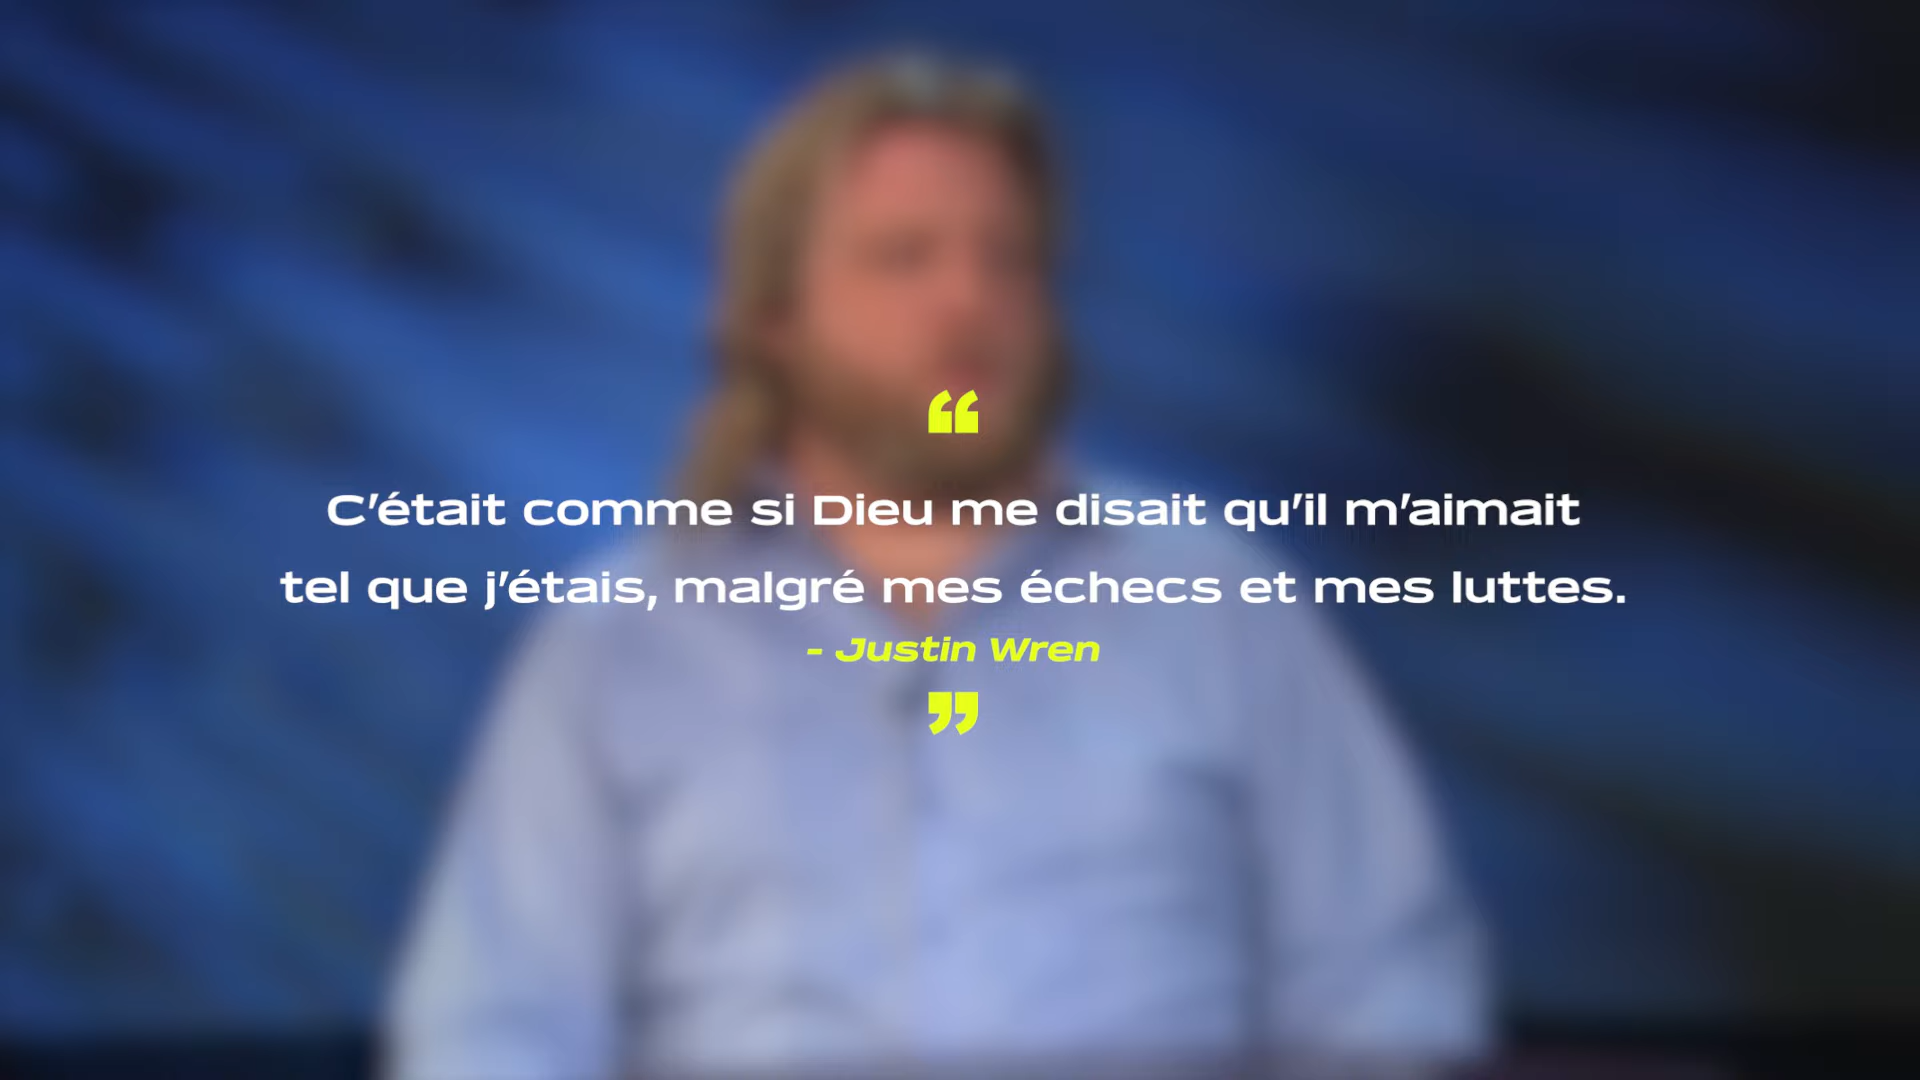 “
C’était comme si Dieu me disait qu’il m’aimait
tel que j’étais, malgré mes échecs et mes luttes.
- Justin Wren
”